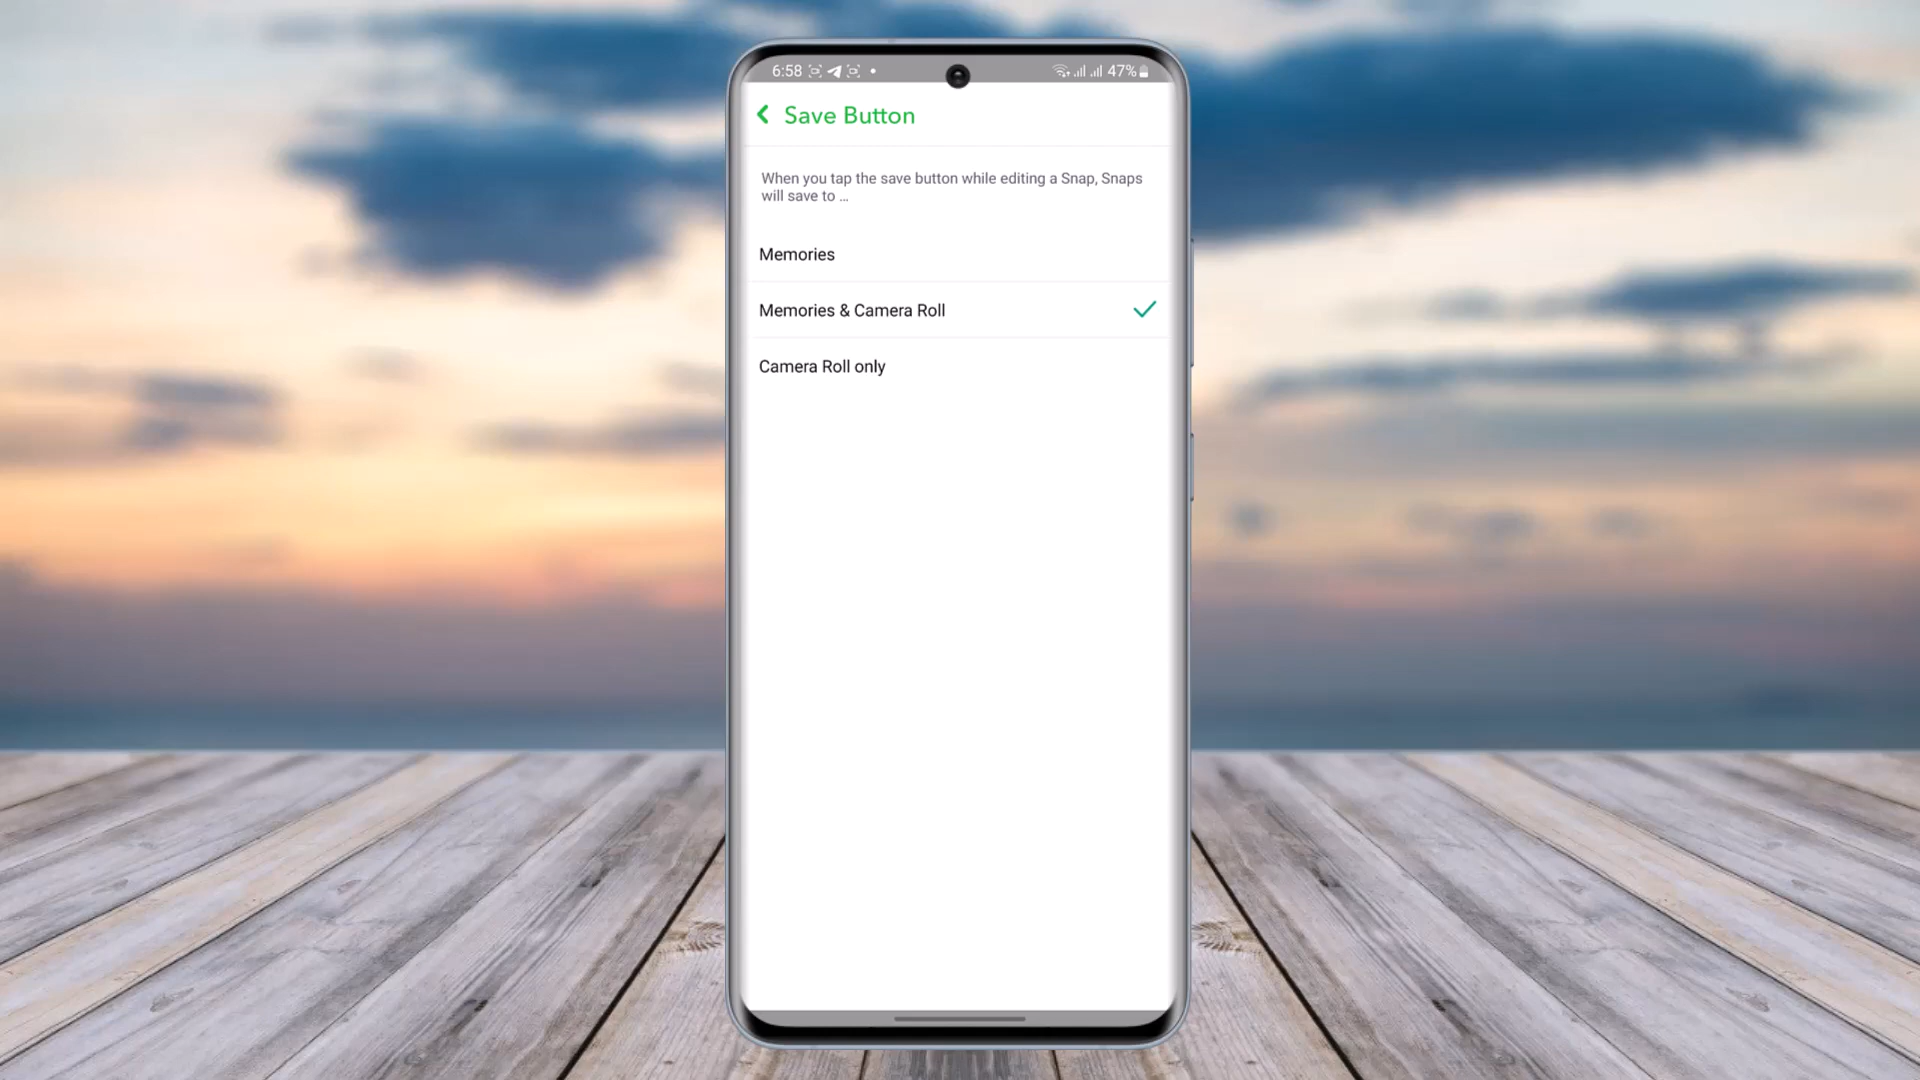 6:58 47%
Save Button
When you tap the save button while editing a Snap, Snaps
will save to ...
Memories
Memories & Camera Roll
Camera Roll only